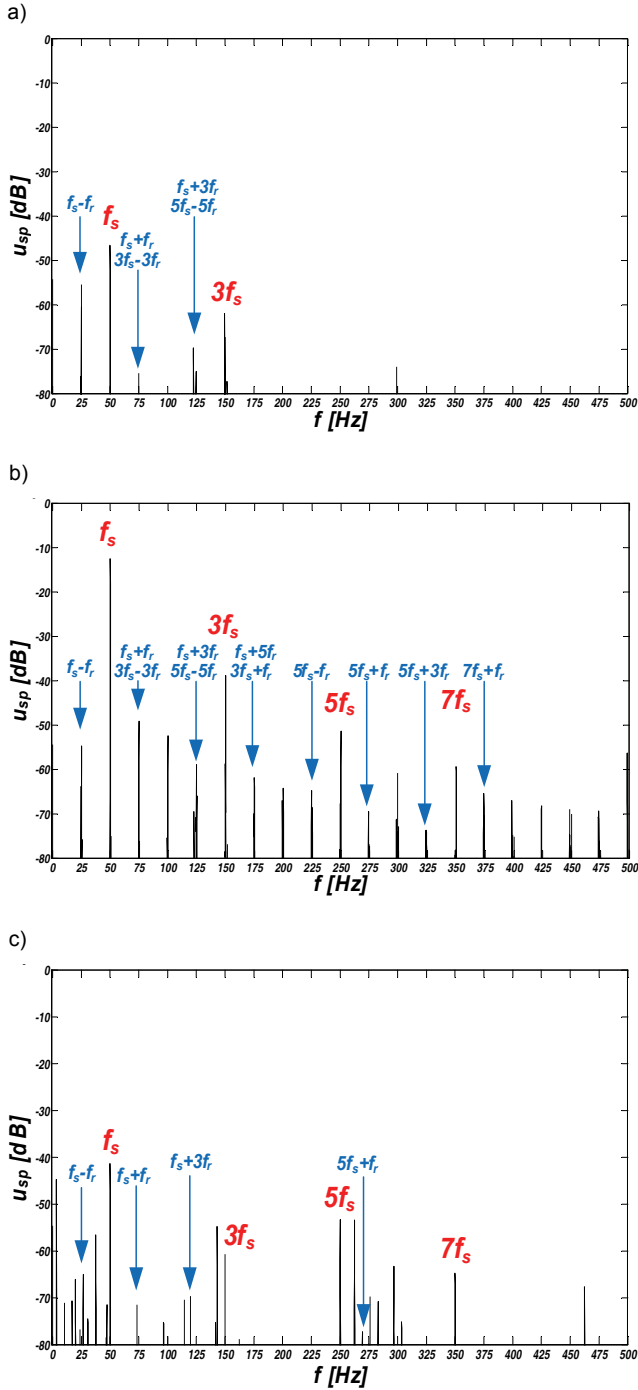 a)
0
-10
-20
-30
-40
-50
-60
-70
-80
u_sp [dB]
f_s-f_r
f_s
f_s+f_r
3f_s-3f_r
f_s+3f_r
5f_s-5f_r
3f_s
0 25 50 75 100 125 150 175 200 225 250 275 300 325 350 375 400 425 450 475 500
f [Hz]
b)
0
-10
-20
-30
-40
-50
-60
-70
-80
u_sp [dB]
f_s
3f_s
f_s-f_r
f_s+f_r
3f_s-3f_r
f_s+3f_r
5f_s-5f_r
f_s+5f_r
3f_s+f_r
5f_s-f_r
5f_s+f_r
5f_s+3f_r
7f_s+f_r
5f_s
7f_s
0 25 50 75 100 125 150 175 200 225 250 275 300 325 350 375 400 425 450 475 500
f [Hz]
c)
0
-10
-20
-30
-40
-50
-60
-70
-80
u_sp [dB]
f_s
f_s-f_r
f_s+f_r
f_s+3f_r
3f_s
5f_s+f_r
5f_s
7f_s
0 25 50 75 100 125 150 175 200 225 250 275 300 325 350 375 400 425 450 475 500
f [Hz]